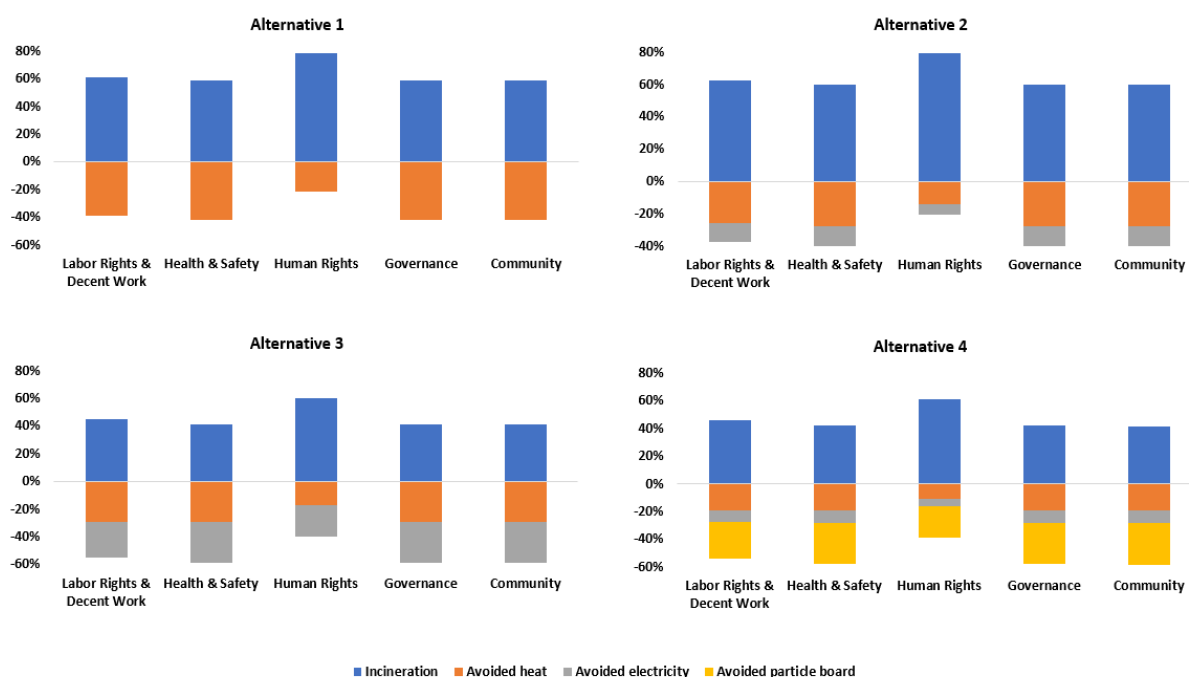 Alternative 1
80%
60%
40%
20%
0%
-20%
-40%
-60%
Labor Rights & Decent Work
Health & Safety
Human Rights
Governance
Community
Alternative 2
80%
60%
40%
20%
0%
-20%
-40%
Labor Rights & Decent Work
Health & Safety
Human Rights
Governance
Community
Alternative 3
80%
60%
40%
20%
0%
-20%
-40%
-60%
Labor Rights & Decent Work
Health & Safety
Human Rights
Governance
Community
Alternative 4
80%
60%
40%
20%
0%
-20%
-40%
-60%
Labor Rights & Decent Work
Health & Safety
Human Rights
Governance
Community
Incineration
Avoided heat
Avoided electricity
Avoided particle board